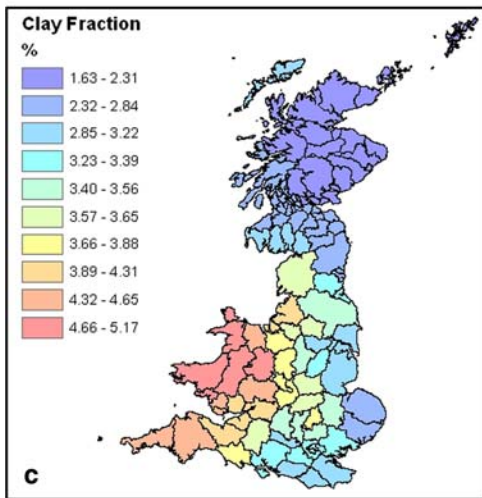 Clay Fraction
%
1.63 - 2.31
2.32 - 2.84
2.85 - 3.22
3.23 - 3.39
3.40 - 3.56
3.57 - 3.65
3.66 - 3.88
3.89 - 4.31
4.32 - 4.65
4.66 - 5.17
C